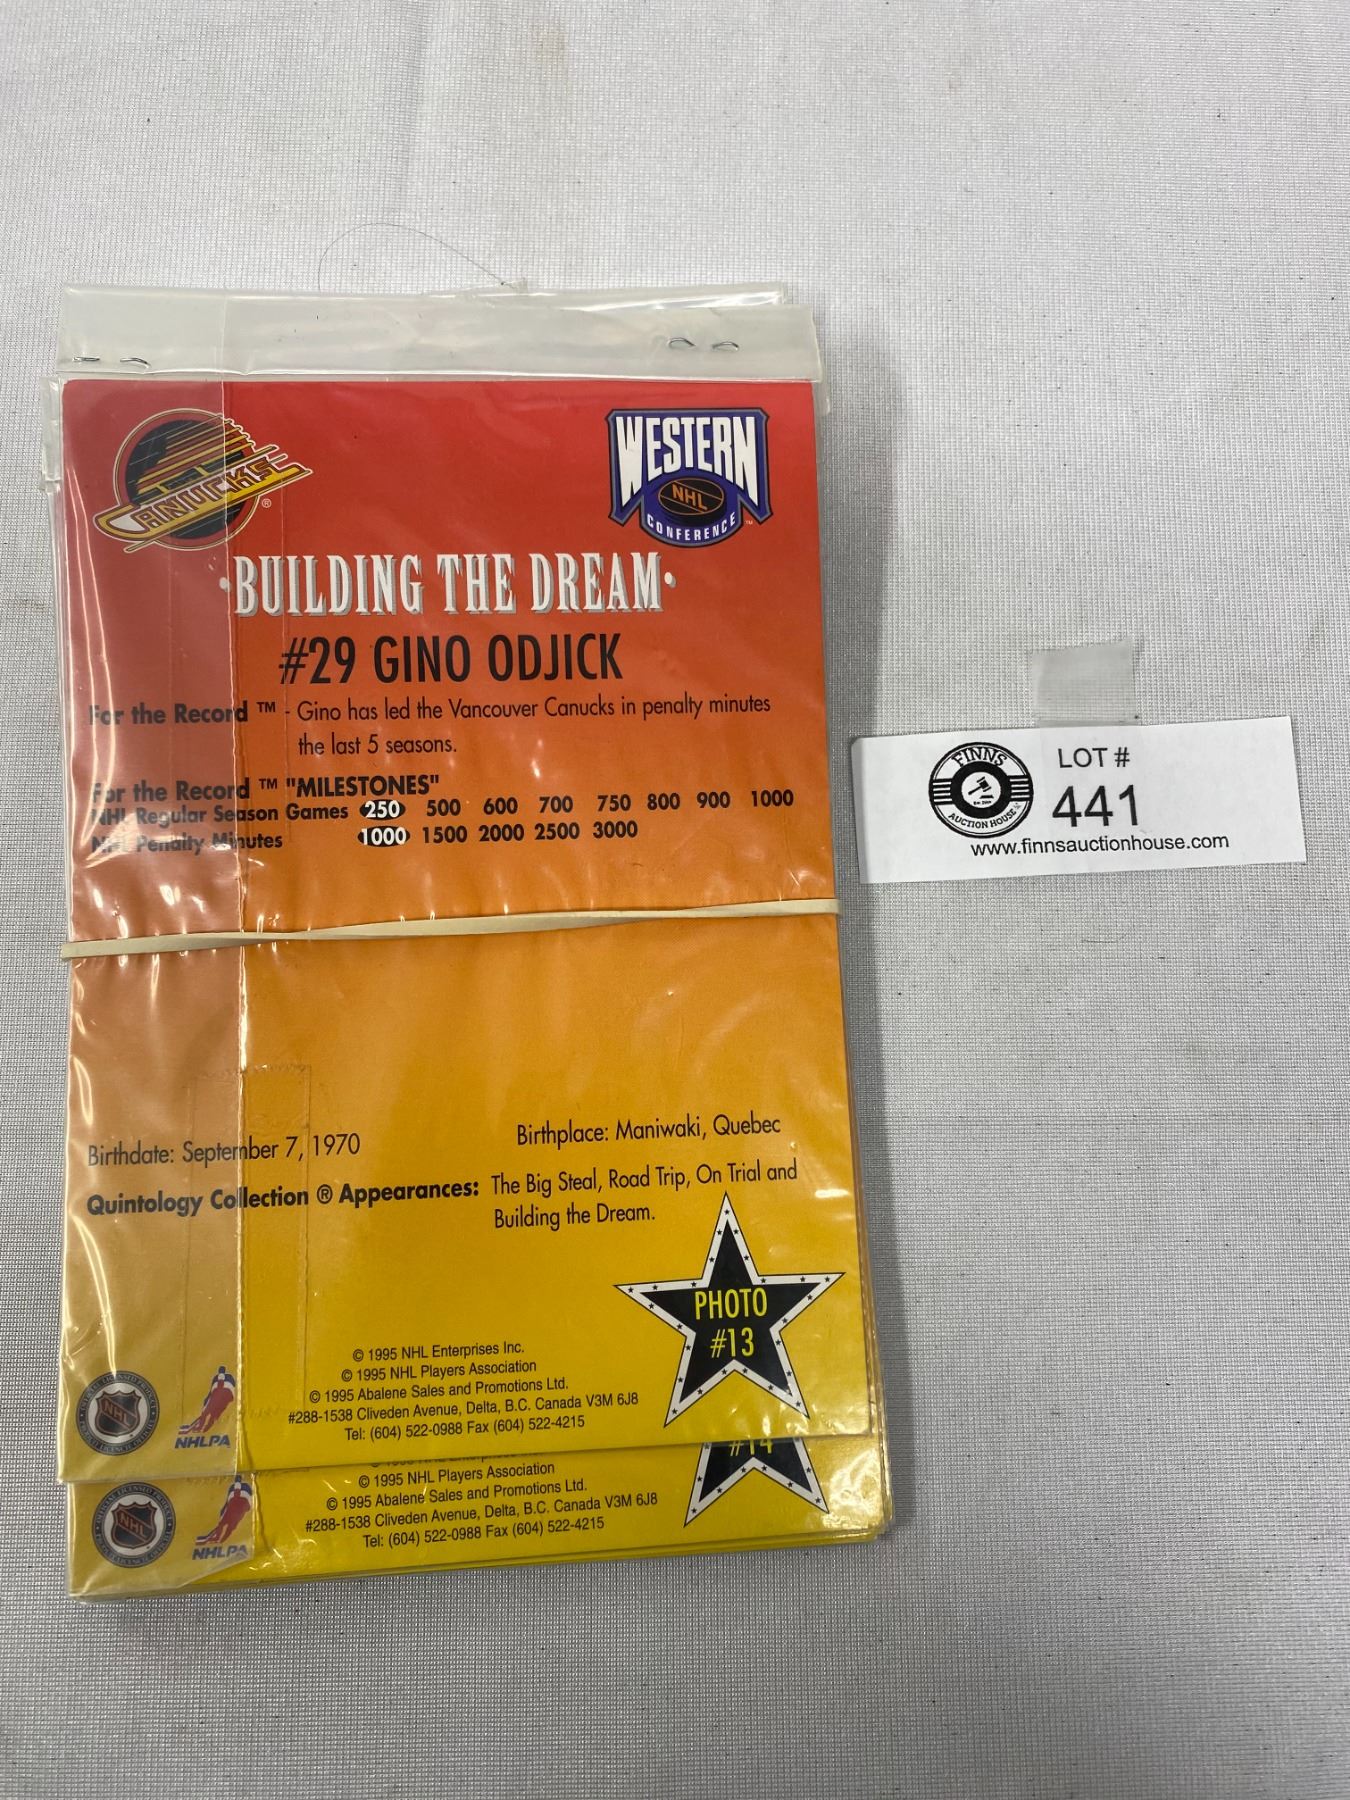 CANUCKS ®
WESTERN
NHL
CONFERENCE ™
·BUILDING THE DREAM·
#29 GINO ODJICK
For the Record ™ - Gino has led the Vancouver Canucks in penalty minutes
the last 5 seasons.
For the Record ™ "MILESTONES"
NHL Regular Season Games 250 500 600 700 750 800 900 1000
NHL Penalty Minutes 1000 1500 2000 2500 3000
Birthdate: September 7, 1970
Birthplace: Maniwaki, Quebec
Quintology Collection ® Appearances: The Big Steal, Road Trip, On Trial and
Building the Dream.
PHOTO
#13
© 1995 NHL Enterprises Inc.
© 1995 NHL Players Association
© 1995 Abalene Sales and Promotions Ltd.
#288-1538 Cliveden Avenue, Delta, B.C. Canada V3M 6J8
Tel: (604) 522-0988 Fax (604) 522-4215
NHL
NHLPA
#14
© 1995 NHL Players Association
© 1995 Abalene Sales and Promotions Ltd.
#288-1538 Cliveden Avenue, Delta, B.C. Canada V3M 6J8
Tel: (604) 522-0988 Fax (604) 522-4215
NHL
NHLPA
FINNS
AUCTION HOUSE
LOT #
441
www.finnsauctionhouse.com